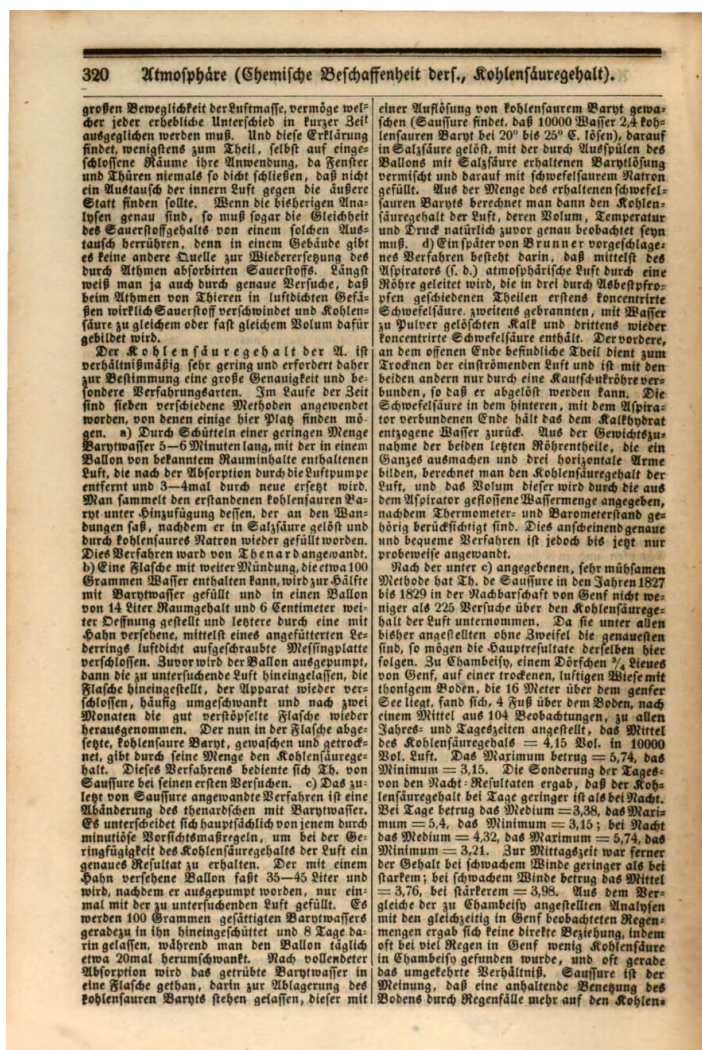 320 Atmosphäre (Chemische Beschaffenheit ders., Kohlensäuregehalt).
großen Beweglichkeit der Luftmasse, vermöge wel-
cher jeder erhebliche Unterschied in kurzer Zeit
ausgeglichen werden muß. Und diese Erklärung
findet, wenigstens zum Theil, selbst auf einge-
schlossene Räume ihre Anwendung, da Fenster
und Thüren niemals so dicht schließen, daß nicht
ein Austausch der innern Luft gegen die äußere
Statt finden sollte. Wenn die bisherigen Ana-
lysen genau sind, so muß sogar die Gleichheit
des Sauerstoffgehalts von einem solchen Aus-
tausch herrühren, denn in einem Gebäude gibt
es keine andere Quelle zur Wiederersetzung des
durch Athmen absorbirten Sauerstoffs. Längst
weiß man ja auch durch genaue Versuche, daß
beim Athmen von Thieren in luftdichten Gefä-
ßen wirklich Sauerstoff verschwindet und Kohlen-
säure zu gleichem oder fast gleichem Volum dafür
gebildet wird.
Der Kohlensäuregehalt der A. ist
verhältnißmäßig sehr gering und erfordert daher
zur Bestimmung eine große Genauigkeit und be-
sondere Verfahrungsarten. Im Laufe der Zeit
sind sieben verschiedene Methoden angewendet
worden, von denen einige hier Platz finden mö-
gen. a) Durch Schütteln einer geringen Menge
Barytwasser 5—6 Minuten lang, mit der in einem
Ballon von bekanntem Rauminhalte enthaltenen
Luft, die nach der Absorption durch die Luftpumpe
entfernt und 3—4mal durch neue ersetzt wird.
Man sammelt den erstandenen kohlensauren Ba-
ryt unter Hinzufügung dessen, der an den Wan-
dungen saß, nachdem er in Salzsäure gelöst und
durch kohlensaures Natron wieder gefüllt worden.
Dies Verfahren ward von Thenard angewandt.
b) Eine Flasche mit weiter Mündung, die etwa 100
Grammen Wasser enthalten kann, wird zur Hälfte
mit Barytwasser gefüllt und in einen Ballon
von 14 Liter Raumgehalt und 6 Centimeter wei-
ter Oeffnung gestellt und letztere durch eine mit
Hahn versehene, mittelst eines angefütterten Le-
derrings luftdicht aufgeschraubte Messingplatte
verschlossen. Zuvor wird der Ballon ausgepumpt,
dann die zu untersuchende Luft hineingelassen, die
Flasche hineingestellt, der Apparat wieder ver-
schlossen, häufig umgeschwankt und nach zwei
Monaten die gut verstöpselte Flasche wieder
herausgenommen. Der nun in der Flasche abge-
setzte, kohlensaure Baryt, gewaschen und getrock-
net, gibt durch seine Menge den Kohlensäurege-
halt. Dieses Verfahrens bediente sich Th. von
Saussure bei seinen ersten Versuchen. c) Das zu-
letzt von Saussure angewandte Verfahren ist eine
Abänderung des thenardschen mit Barytwasser.
Es unterscheidet sich hauptsächlich von jenem durch
minutiöse Vorsichtsmaßregeln, um bei der Ge-
ringfügigkeit des Kohlensäuregehalts der Luft ein
genaues Resultat zu erhalten. Der mit einem
Hahn versehene Ballon faßt 35—45 Liter und
wird, nachdem er ausgepumpt worden, nur ein-
mal mit der zu untersuchenden Luft gefüllt. Es
werden 100 Grammen gesättigten Barytwassers
geradezu in ihn hineingeschüttet und 8 Tage da-
rin gelassen, während man den Ballon täglich
etwa 20mal herumschwankt. Nach vollendeter
Absorption wird das getrübte Barytwasser in
eine Flasche gethan, darin zur Ablagerung des
kohlensauren Baryts stehen gelassen, dieser mit
einer Auflösung von kohlensaurem Baryt gewa-
schen (Saussure findet, daß 10000 Wasser 2,4 koh-
lensauren Baryt bei 20° bis 25° C. lösen), darauf
in Salzsäure gelöst, mit der durch Ausspülen des
Ballons mit Salzsäure erhaltenen Barytlösung
vermischt und darauf mit schwefelsaurem Natron
gefüllt. Aus der Menge des erhaltenen schwefel-
sauren Baryts berechnet man dann den Kohlen-
säuregehalt der Luft, deren Volum, Temperatur
und Druck natürlich zuvor genau beobachtet seyn
muß. d) Ein später von Brunner vorgeschlage-
nes Verfahren besteht darin, daß mittelst des
Aspirators (s. d.) atmosphärische Luft durch eine
Röhre geleitet wird, die in drei durch Asbestpfro-
pfen geschiedenen Theilen erstens koncentrirte
Schwefelsäure, zweitens gebrannten, mit Wasser
zu Pulver gelöschten Kalk und drittens wieder
koncentrirte Schwefelsäure enthält. Der vordere,
an dem offenen Ende befindliche Theil dient zum
Trocknen der einströmenden Luft und ist mit den
beiden andern nur durch eine Kautschukröhre ver-
bunden, so daß er abgelöst werden kann. Die
Schwefelsäure in dem hinteren, mit dem Aspira-
tor verbundenen Ende hält das dem Kalkhydrat
entzogene Wasser zurück. Aus der Gewichtszu-
nahme der beiden letzten Röhrentheile, die ein
Ganzes ausmachen und drei horizontale Arme
bilden, berechnet man den Kohlensäuregehalt der
Luft, und das Volum dieser wird durch die aus
dem Aspirator geflossene Wassermenge angegeben,
nachdem Thermometer- und Barometerstand ge-
hörig berücksichtigt sind. Dies anscheinend genaue
und bequeme Verfahren ist jedoch bis jetzt nur
probeweise angewandt.
Nach der unter c) angegebenen, sehr mühsamen
Methode hat Th. de Saussure in den Jahren 1827
bis 1829 in der Nachbarschaft von Genf nicht we-
niger als 225 Versuche über den Kohlensäurege-
halt der Luft unternommen. Da sie unter allen
bisher angestellten ohne Zweifel die genauesten
sind, so mögen die Hauptresultate derselben hier
folgen. Zu Chambeisy, einem Dörfchen ¾ Lieues
von Genf, auf einer trockenen, luftigen Wiese mit
thonigem Boden, die 16 Meter über dem genfer
See liegt, fand sich, 4 Fuß über dem Boden, nach
einem Mittel aus 104 Beobachtungen, zu allen
Jahres- und Tageszeiten angestellt, das Mittel
des Kohlensäuregehals = 4,15 Vol. in 10000
Vol. Luft. Das Maximum betrug = 5,74, das
Minimum = 3,15. Die Sonderung der Tages-
von den Nacht-Resultaten ergab, daß der Koh-
lensäuregehalt bei Tage geringer ist als bei Nacht.
Bei Tage betrug das Medium = 3,38, das Maxi-
mum = 5,4, das Minimum = 3,15; bei Nacht
das Medium = 4,32, das Maximum = 5,74, das
Minimum = 3,21. Zur Mittagszeit war ferner
der Gehalt bei schwachem Winde geringer als bei
starkem; bei schwachem Winde betrug das Mittel
= 3,76, bei stärkerem = 3,98. Aus dem Ver-
gleiche der zu Chambeisy angestellten Analysen
mit den gleichzeitig in Genf beobachteten Regen-
mengen ergab sich keine direkte Beziehung, indem
oft bei viel Regen in Genf wenig Kohlensäure
in Chambeisy gefunden wurde, und oft gerade
das umgekehrte Verhältniß. Saussure ist der
Meinung, daß eine anhaltende Benetzung des
Bodens durch Regenfälle mehr auf den Kohlen-